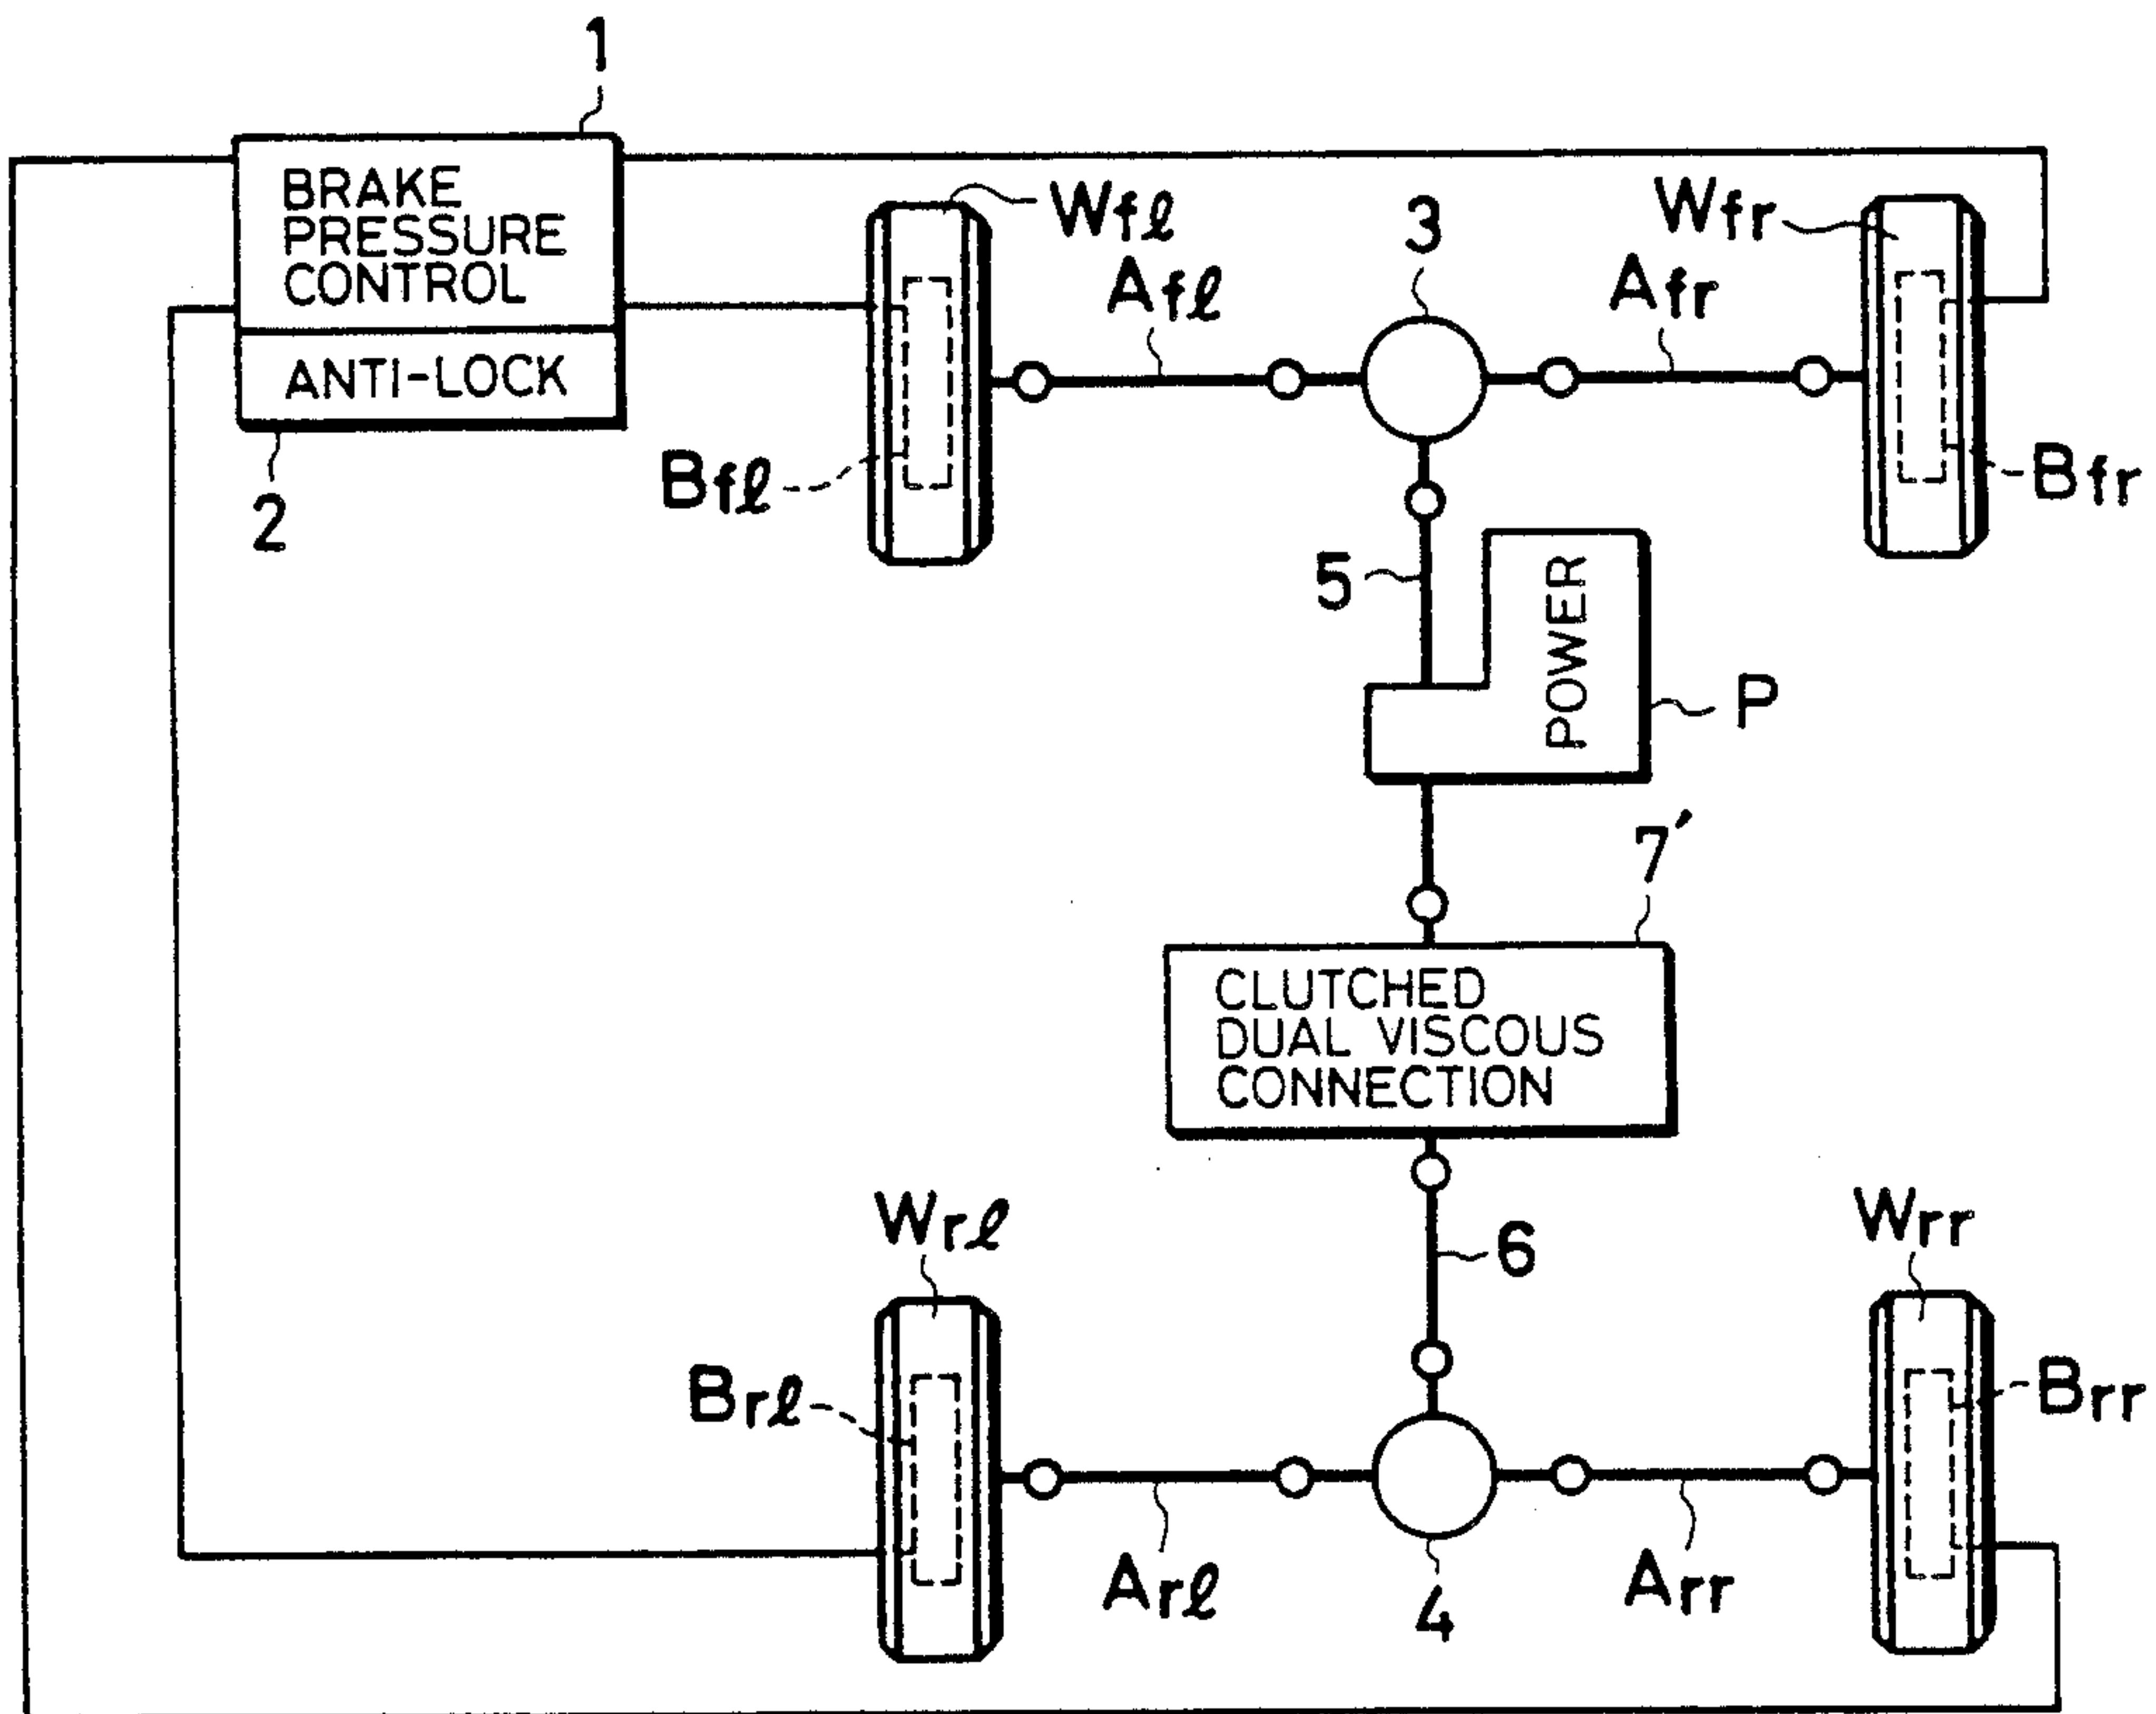 1
BRAKE
PRESSURE
CONTROL
ANTI-LOCK
2
Wfℓ
Afℓ
Bfℓ
3
Wfr
Afr
Bfr
5
POWER
P
7′
CLUTCHED
DUAL VISCOUS
CONNECTION
6
Wrℓ
Brℓ
Arℓ
4
Wrr
Brr
Arr